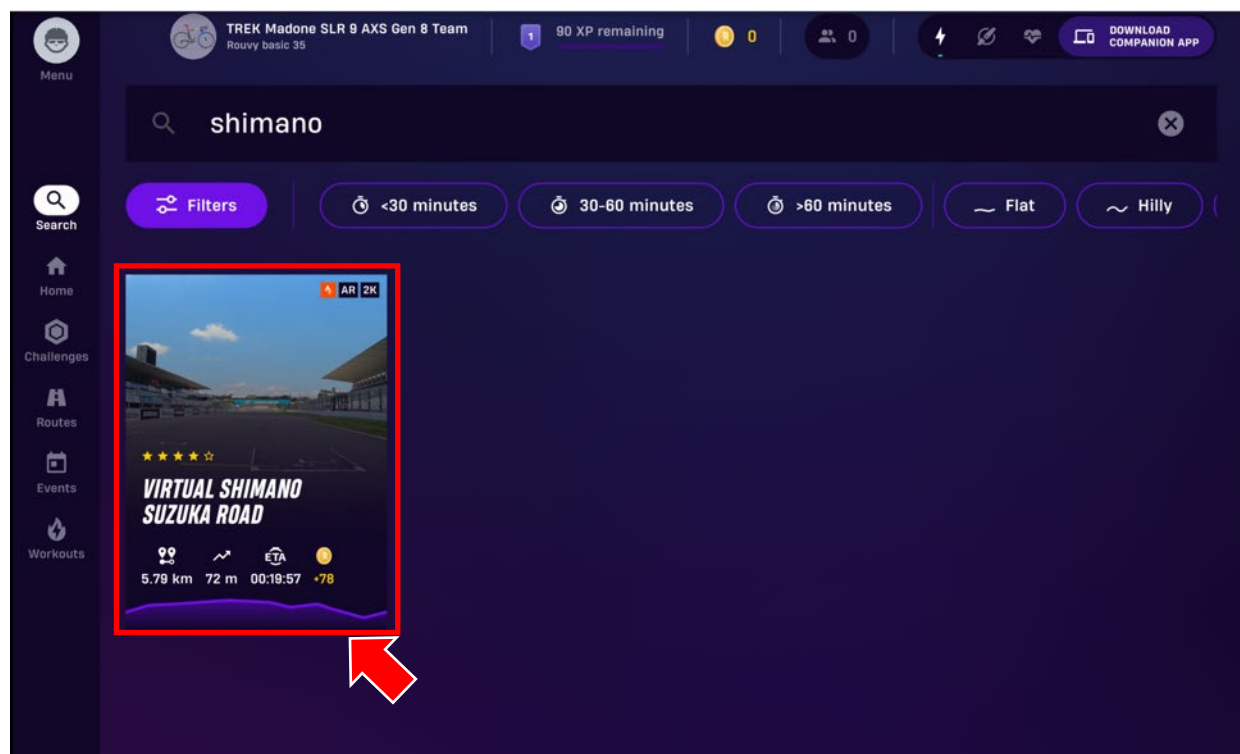 TREK Madone SLR 9 AXS Gen 8 Team
Rouvy basic 35
1
90 XP remaining
0
0
DOWNLOAD
COMPANION APP
Menu
shimano
Search
Filters
<30 minutes
30-60 minutes
>60 minutes
Flat
Hilly
Home
Challenges
Routes
Events
Workouts
AR 2K
VIRTUAL SHIMANO
SUZUKA ROAD
ETA
5.79 km 72 m 00:19:57 +78